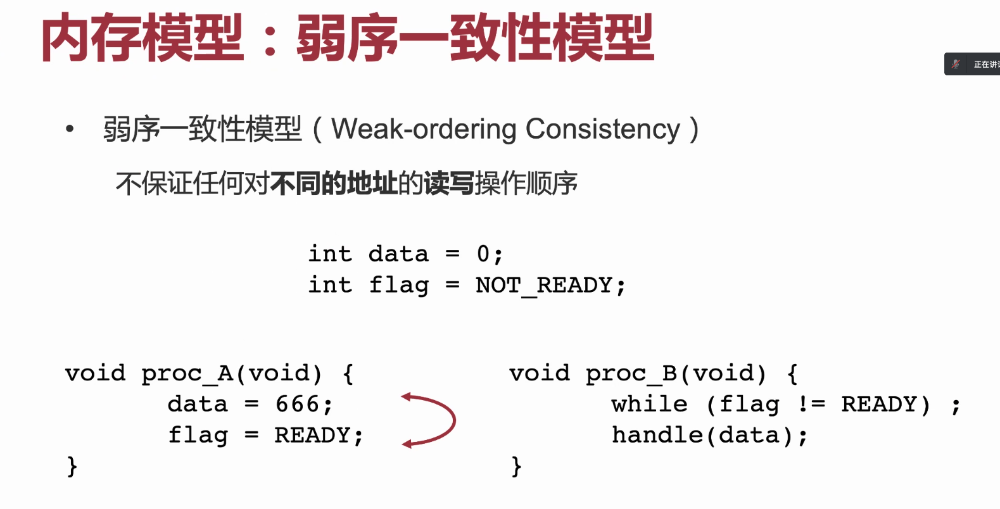 内存模型：弱序一致性模型
正在讲
• 弱序一致性模型（Weak-ordering Consistency）
不保证任何对不同的地址的读写操作顺序
int data = 0;
int flag = NOT_READY;
void proc_A(void) {
data = 666;
flag = READY;
}
void proc_B(void) {
while (flag != READY) ;
handle(data);
}